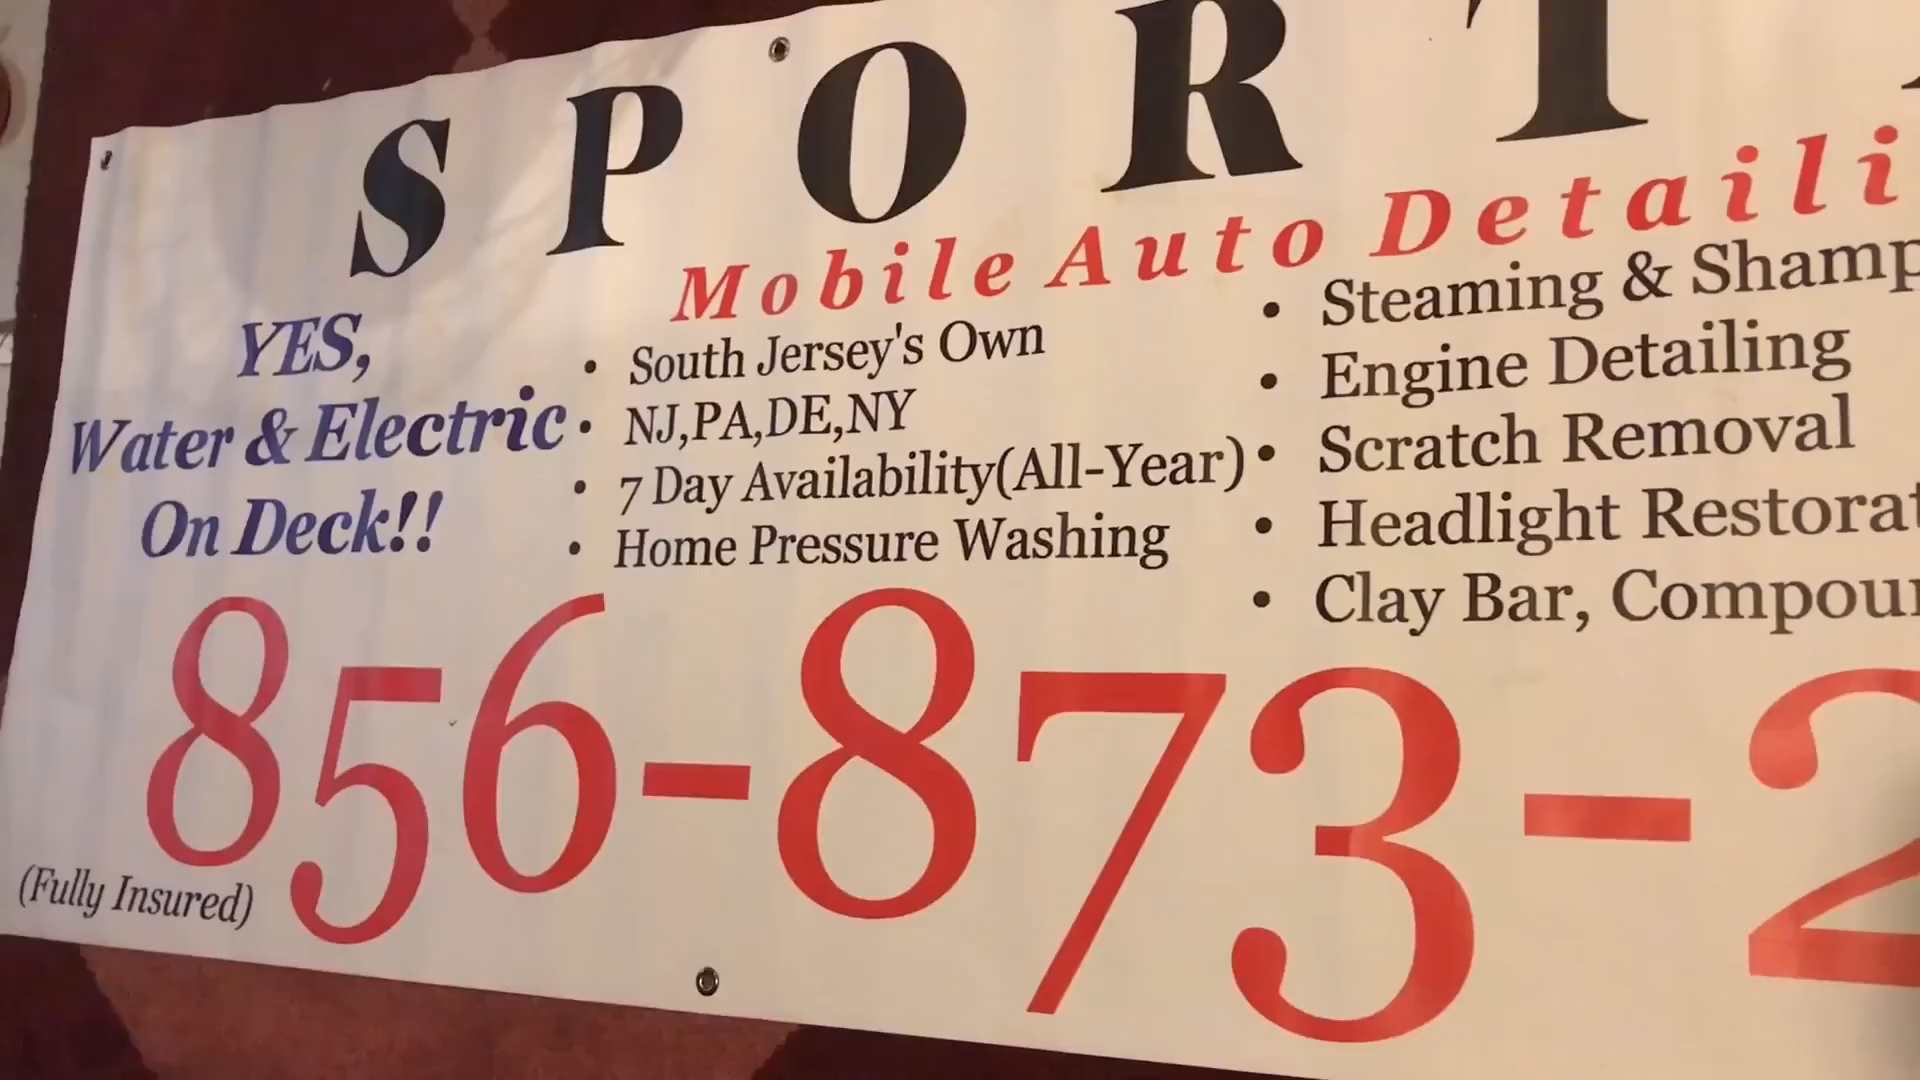 SPORT
Mobile Auto Detaili
YES,
Water & Electric
On Deck!!
• South Jersey's Own
• NJ,PA,DE,NY
• 7 Day Availability(All-Year)
• Home Pressure Washing
• Steaming & Shamp
• Engine Detailing
• Scratch Removal
• Headlight Restorat
• Clay Bar, Compou
856-873-2
(Fully Insured)